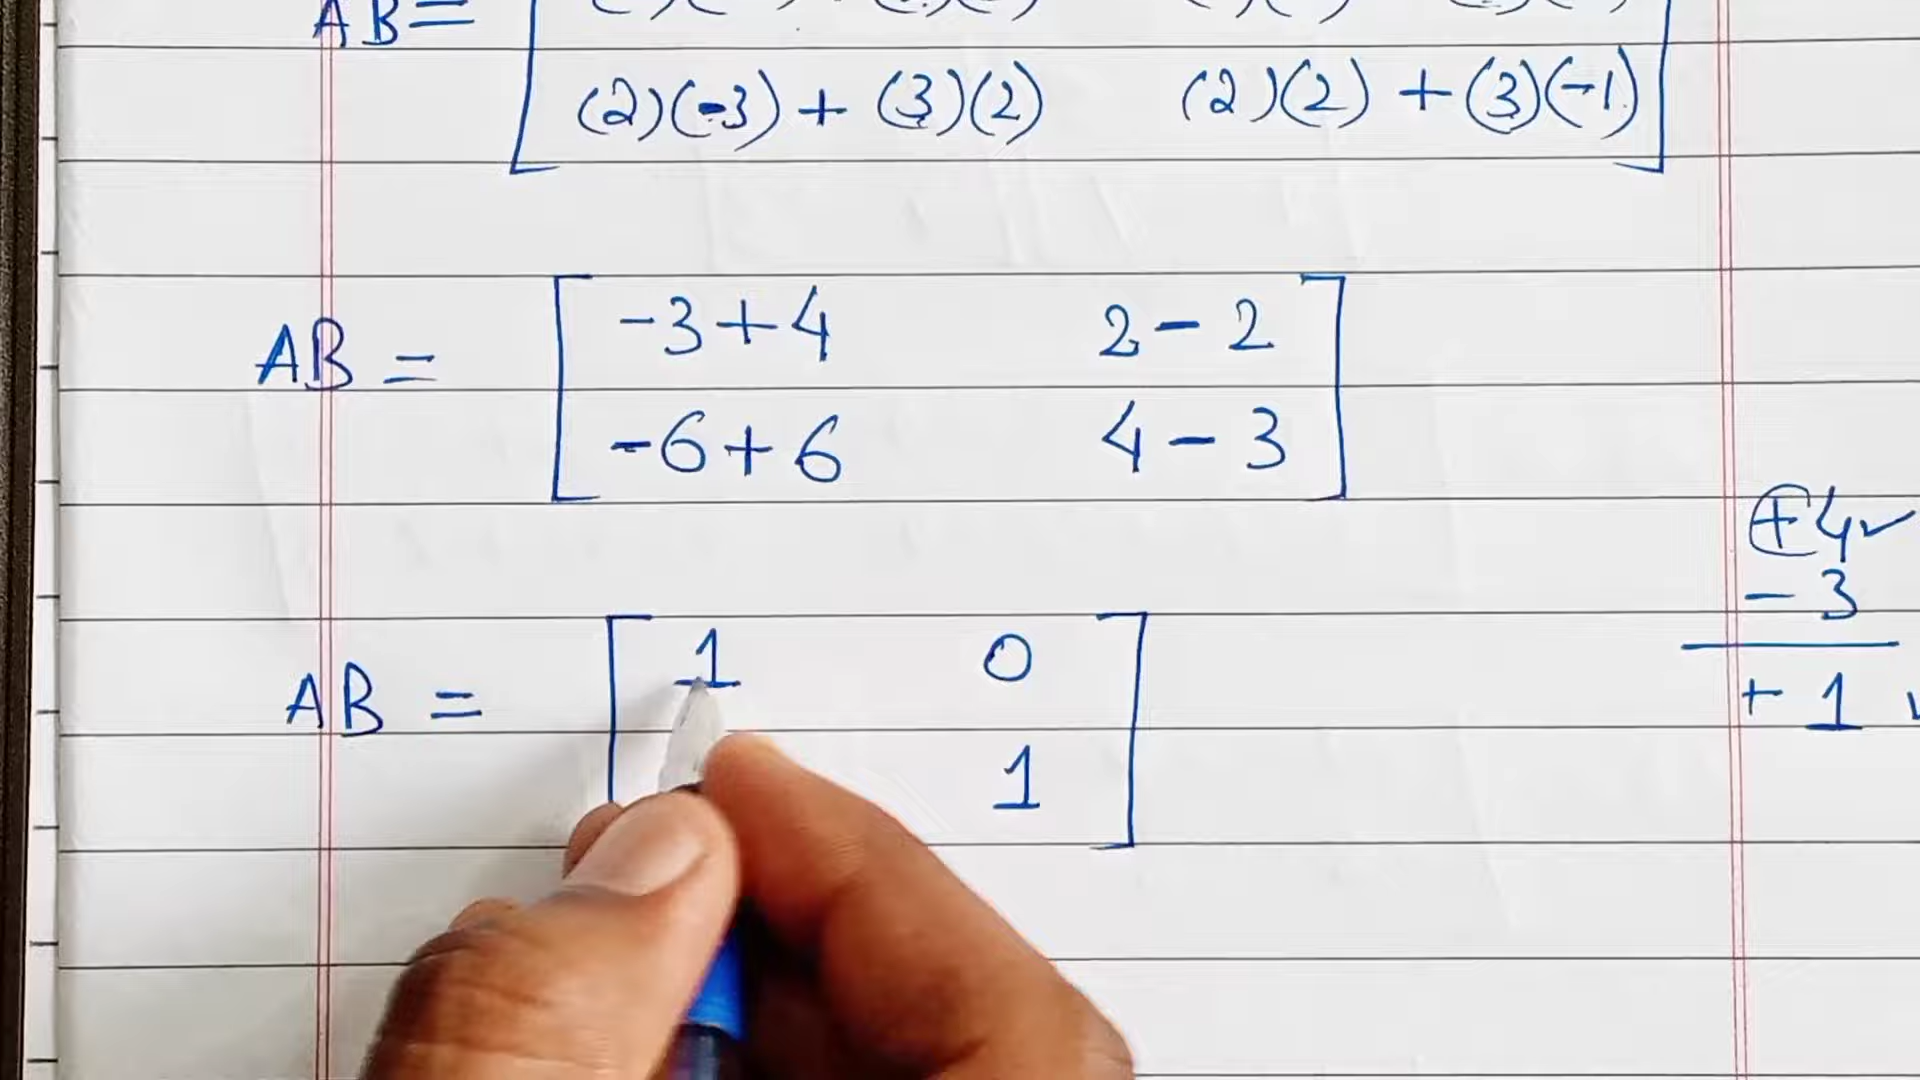 AB=
(2)(-3) + (3)(2) (2)(2) + (3)(-1)
AB = -3+4 2-2
-6+6 4-3
+4✓
-3
+1
AB = 1 0
1